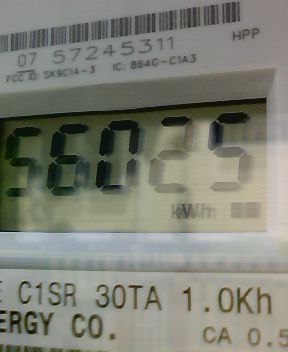 HPP
07 57245311
FCC ID: SK9C1A-3 IC: 864G-C1A3
56025
kWh
C1SR 30TA 1.0Kh
ERGY CO.
CA 0.5